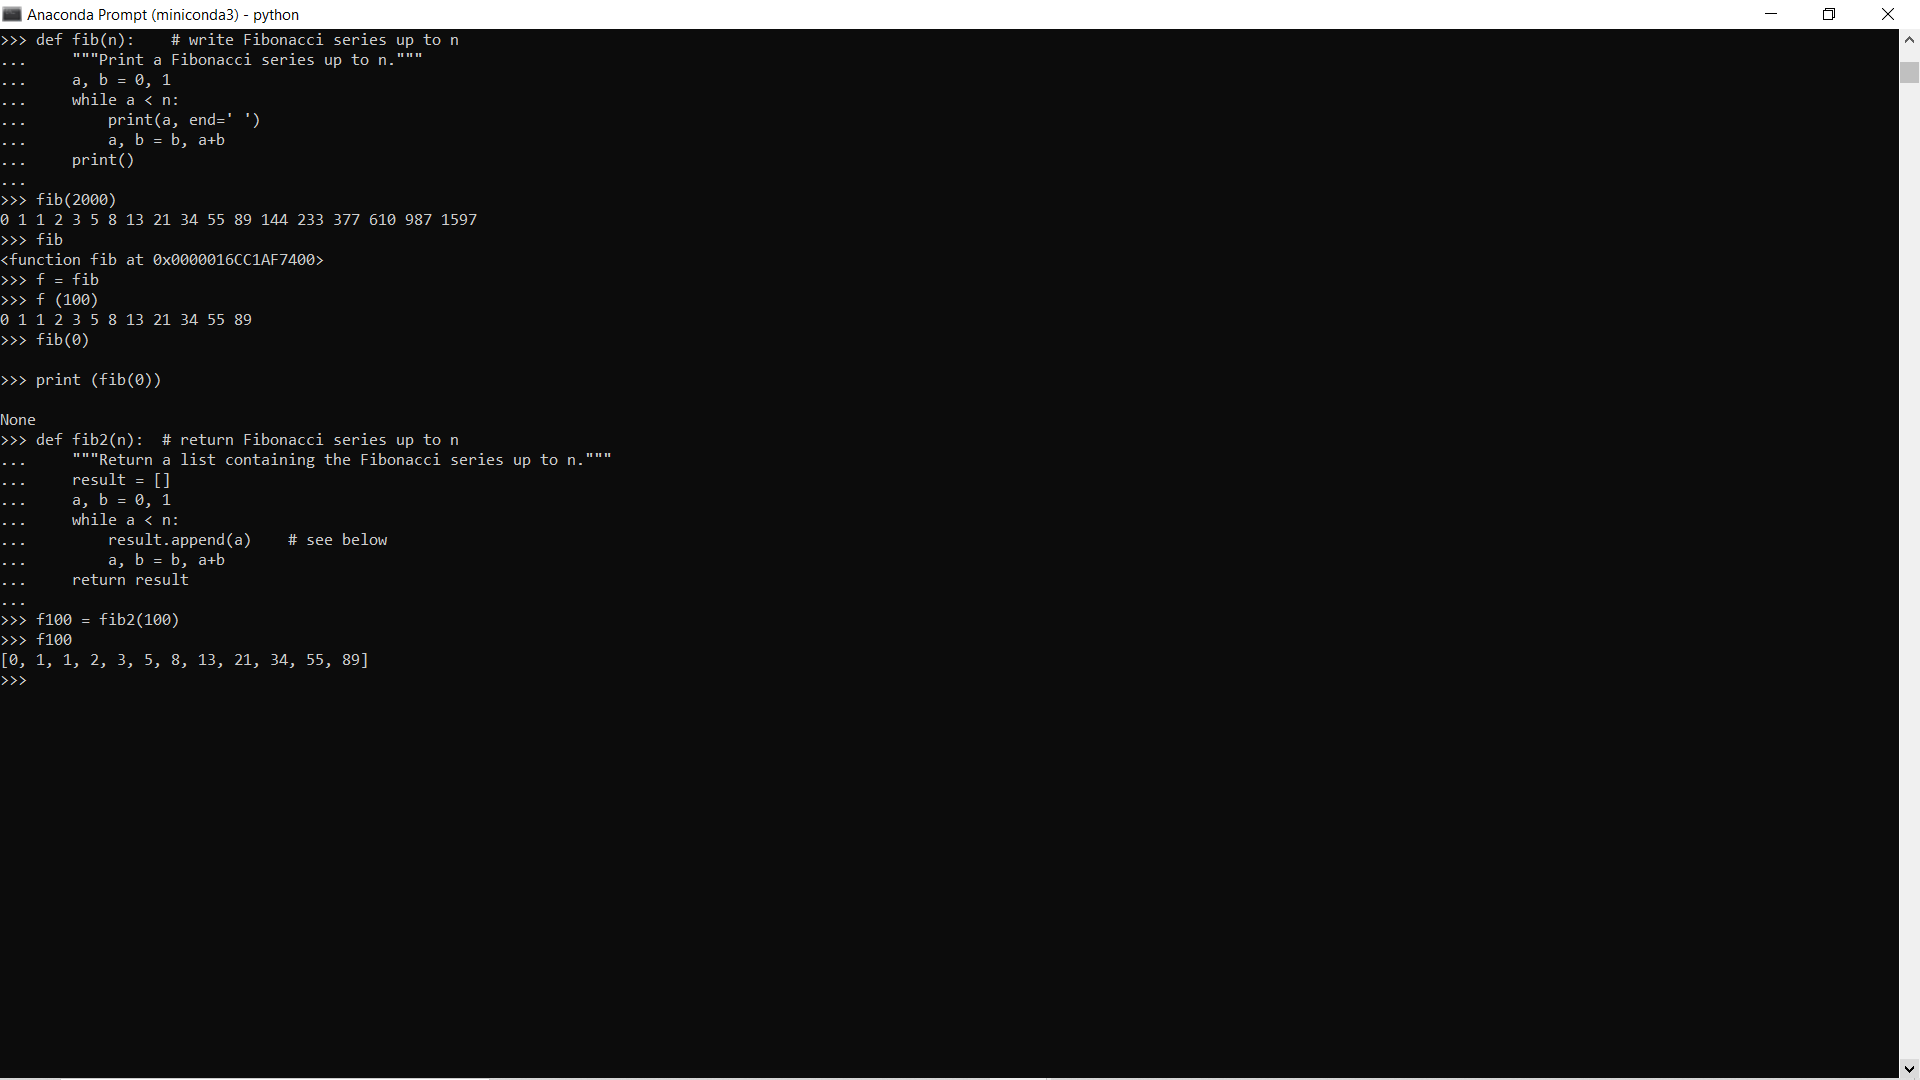 Anaconda Prompt (miniconda3) - python
>>> def fib(n):    # write Fibonacci series up to n
...     """Print a Fibonacci series up to n."""
...     a, b = 0, 1
...     while a < n:
...         print(a, end=' ')
...         a, b = b, a+b
...     print()
...
>>> fib(2000)
0 1 1 2 3 5 8 13 21 34 55 89 144 233 377 610 987 1597
>>> fib
<function fib at 0x0000016CC1AF7400>
>>> f = fib
>>> f (100)
0 1 1 2 3 5 8 13 21 34 55 89
>>> fib(0)

>>> print (fib(0))

None
>>> def fib2(n):  # return Fibonacci series up to n
...     """Return a list containing the Fibonacci series up to n."""
...     result = []
...     a, b = 0, 1
...     while a < n:
...         result.append(a)    # see below
...         a, b = b, a+b
...     return result
...
>>> f100 = fib2(100)
>>> f100
[0, 1, 1, 2, 3, 5, 8, 13, 21, 34, 55, 89]
>>>